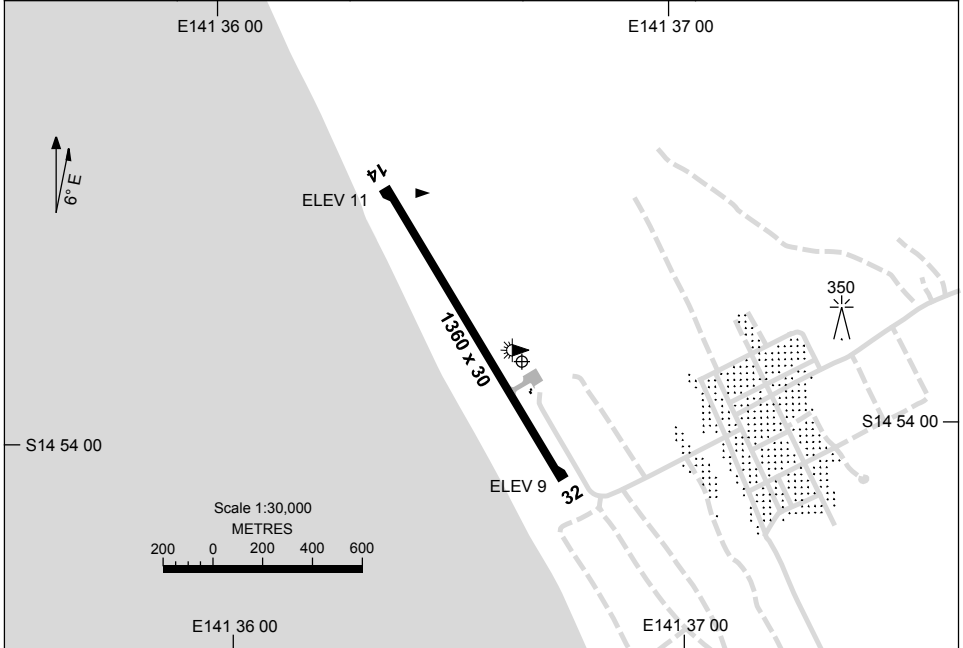 E141 36 00
E141 37 00
6° E
14
ELEV 11
350
1360 x 30
S14 54 00
S14 54 00
ELEV 9
32
Scale 1:30,000
METRES
200 0 200 400 600
E141 36 00
E141 37 00